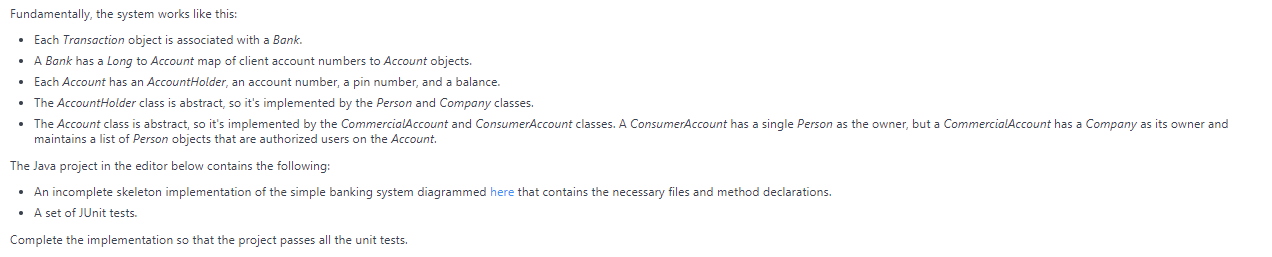 Fundamentally, the system works like this:
• Each Transaction object is associated with a Bank.
• A Bank has a Long to Account map of client account numbers to Account objects.
• Each Account has an AccountHolder, an account number, a pin number, and a balance.
• The AccountHolder class is abstract, so it's implemented by the Person and Company classes.
• The Account class is abstract, so it's implemented by the CommercialAccount and ConsumerAccount classes. A ConsumerAccount has a single Person as the owner, but a CommercialAccount has a Company as its owner and
maintains a list of Person objects that are authorized users on the Account.
The Java project in the editor below contains the following:
• An incomplete skeleton implementation of the simple banking system diagrammed here that contains the necessary files and method declarations.
• A set of JUnit tests.
Complete the implementation so that the project passes all the unit tests.